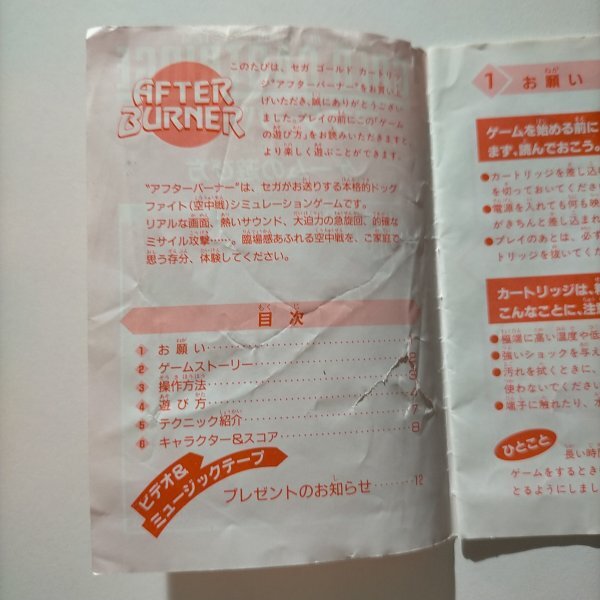 AFTER
BURNER
このたびは、セガ ゴールド カートリッ
ジ“アフターバーナー”をお買い上
げいただき、誠にありがとうござい
ました。プレイの前にこの「ゲーム
の遊び方」をお読みいただきますと、
より楽しく遊ぶことができます。
“アフターバーナー”は、セガがお送りする本格的ドッグ
ファイト(空中戦)シミュレーションゲームです。
リアルな画面、熱いサウンド、大迫力の急旋回、的確な
ミサイル攻撃……。臨場感あふれる空中戦を、ご家庭で
思う存分、体験してください。
目次
1 お願い
2 ゲームストーリー 2
3 操作方法 3
4 遊び方 4
5 テクニック紹介 7
6 キャラクター&スコア 8
ビデオ&
ミュージックテープ
プレゼントのお知らせ 12
1 お願い
ゲームを始める前に
まず、読んでおこう。
●カートリッジを差し込
を切っておいてくださ
●電源を入れても何も映
がきちんと差し込まれ
●プレイのあとは、必ず
トリッジを抜いてく
カートリッジは、
こんなことに、注
●極端に高い温度や低
●強いショックを与え
●汚れを拭くときに、
使わないでください
●端子に触れたり、
ひとこと
長い時間
ゲームをするとき
とるようにしまし